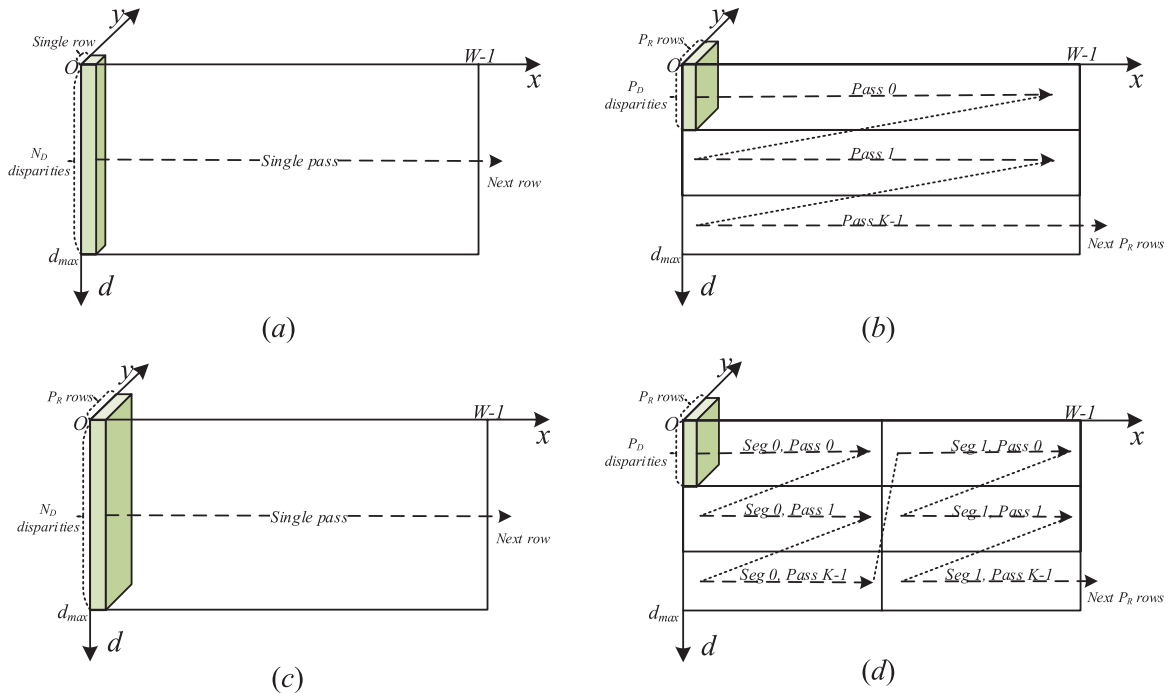 y
Single row
O
W-1
x
N_D
disparities
Single pass
Next row
d_max
d
(a)
y
P_R rows
O
W-1
x
P_D
disparities
Pass 0
Pass 1
Pass K-1
Next P_R rows
d_max
d
(b)
y
P_R rows
O
W-1
x
N_D
disparities
Single pass
Next row
d_max
d
(c)
y
P_R rows
O
W-1
x
P_D
disparities
Seg 0, Pass 0
Seg 1, Pass 0
Seg 0, Pass 1
Seg 1, Pass 1
Seg 0, Pass K-1
Seg 1, Pass K-1
Next P_R rows
d_max
d
(d)